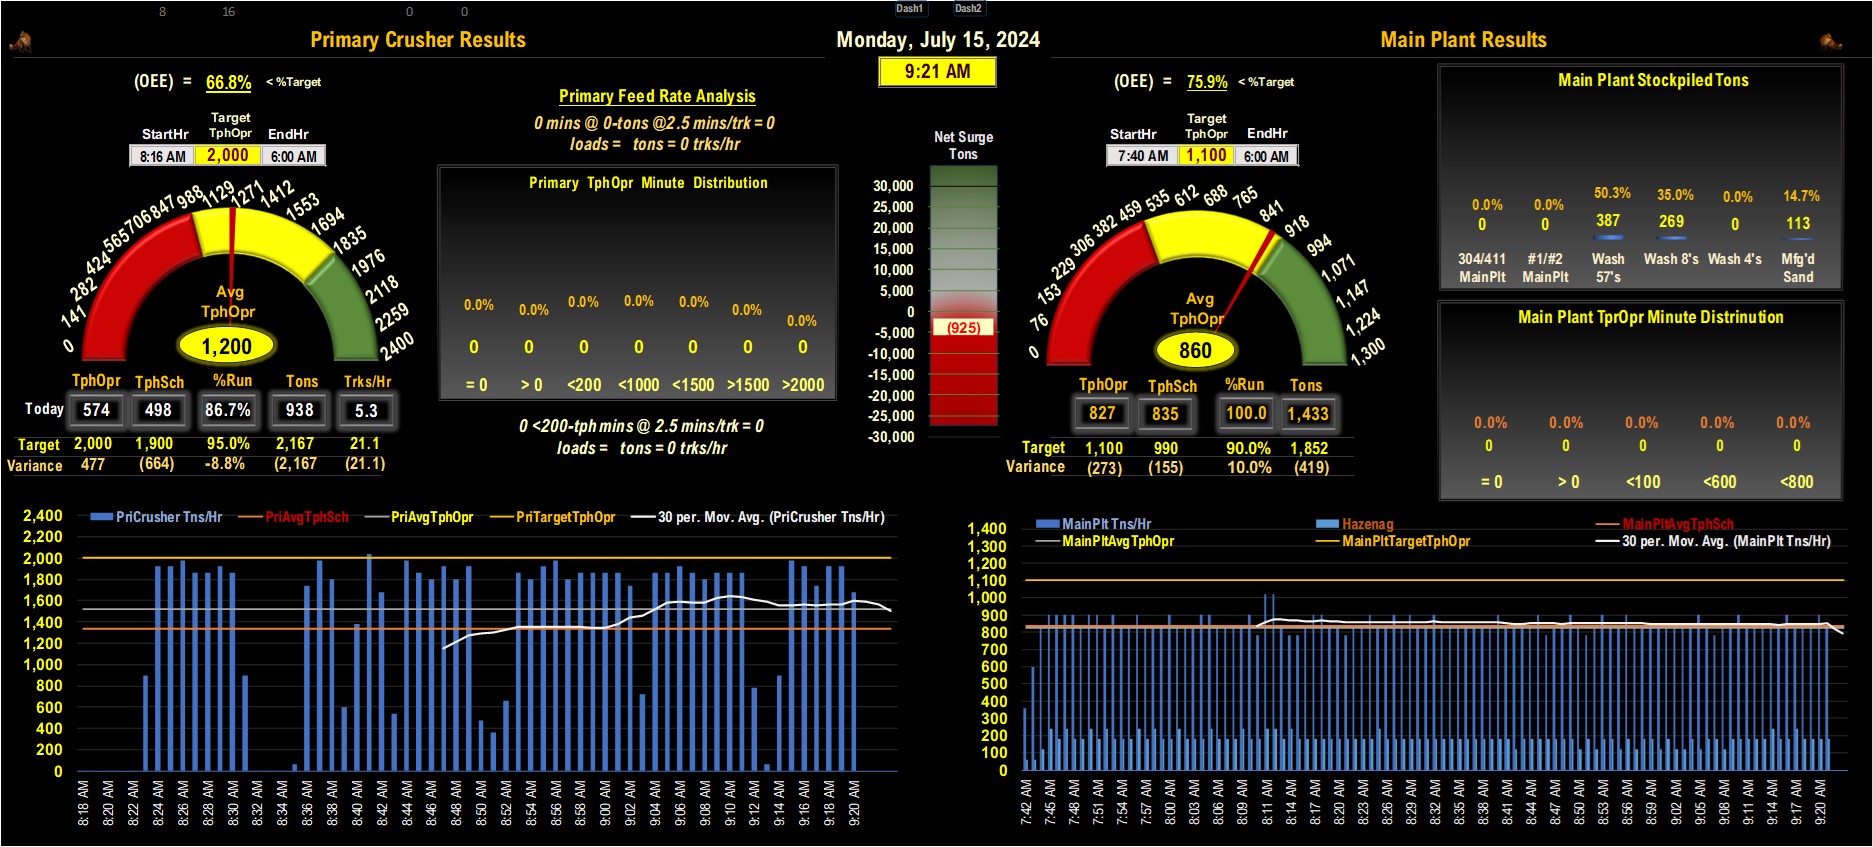 8 16 0 0 Dash1 Dash2
Primary Crusher Results
Monday, July 15, 2024
Main Plant Results
9:21 AM
(OEE) = 66.8% < %Target
Target
StartHr TphOpr EndHr
8:16 AM 2,000 6:00 AM
0 141 282 424 565 706 847 988 1129 1271 1412 1553 1694 1835 1976 2118 2259 2400
Avg
TphOpr
1,200
TphOpr TphSch %Run Tons Trks/Hr
Today 574 498 86.7% 938 5.3
Target 2,000 1,900 95.0% 2,167 21.1
Variance 477 (664) -8.8% (2,167) (21.1)
Primary Feed Rate Analysis
0 mins @ 0-tons @2.5 mins/trk = 0
loads = tons = 0 trks/hr
Primary TphOpr Minute Distribution
0.0% 0.0% 0.0% 0.0% 0.0% 0.0% 0.0%
0 0 0 0 0 0 0
= 0 > 0 <200 <1000 <1500 >1500 >2000
0 <200-tph mins @ 2.5 mins/trk = 0
loads = tons = 0 trks/hr
Net Surge
Tons
30,000
25,000
20,000
15,000
10,000
5,000
0
-5,000
-10,000
-15,000
-20,000
-25,000
-30,000
(925)
(OEE) = 75.9% < %Target
Target
StartHr TphOpr EndHr
7:40 AM 1,100 6:00 AM
0 76 153 229 306 382 459 535 612 688 765 841 918 994 1,071 1,147 1,224 1,300
Avg
TphOpr
860
TphOpr TphSch %Run Tons
827 835 100.0 1,433
Target 1,100 990 90.0% 1,852
Variance (273) (155) 10.0% (419)
Main Plant Stockpiled Tons
0.0% 0.0% 50.3% 35.0% 0.0% 14.7%
0 0 387 269 0 113
304/411 #1/#2 Wash Wash 8's Wash 4's Mfg'd
MainPlt MainPlt 57's Sand
Main Plant TprOpr Minute Distrinution
0.0% 0.0% 0.0% 0.0% 0.0% 0.0%
0 0 0 0 0 0
= 0 > 0 <100 <600 <800
PriCrusher Tns/Hr PriAvgTphSch PriAvgTphOpr PriTargetTphOpr 30 per. Mov. Avg. (PriCrusher Tns/Hr)
2,400
2,200
2,000
1,800
1,600
1,400
1,200
1,000
800
600
400
200
0
8:18 AM 8:20 AM 8:22 AM 8:24 AM 8:26 AM 8:28 AM 8:30 AM 8:32 AM 8:34 AM 8:36 AM 8:38 AM 8:40 AM 8:42 AM 8:44 AM 8:46 AM 8:48 AM 8:50 AM 8:52 AM 8:54 AM 8:56 AM 8:58 AM 9:00 AM 9:02 AM 9:04 AM 9:06 AM 9:08 AM 9:10 AM 9:12 AM 9:14 AM 9:16 AM 9:18 AM 9:20 AM
MainPlt Tns/Hr Hazenag MainPltAvgTphSch
MainPltAvgTphOpr MainPltTargetTphOpr 30 per. Mov. Avg. (MainPlt Tns/Hr)
1,400
1,300
1,200
1,100
1,000
900
800
700
600
500
400
300
200
100
0
7:42 AM 7:45 AM 7:48 AM 7:51 AM 7:54 AM 7:57 AM 8:00 AM 8:03 AM 8:06 AM 8:09 AM 8:11 AM 8:14 AM 8:17 AM 8:20 AM 8:23 AM 8:26 AM 8:29 AM 8:32 AM 8:35 AM 8:38 AM 8:41 AM 8:44 AM 8:47 AM 8:50 AM 8:53 AM 8:56 AM 8:59 AM 9:02 AM 9:05 AM 9:08 AM 9:11 AM 9:14 AM 9:17 AM 9:20 AM